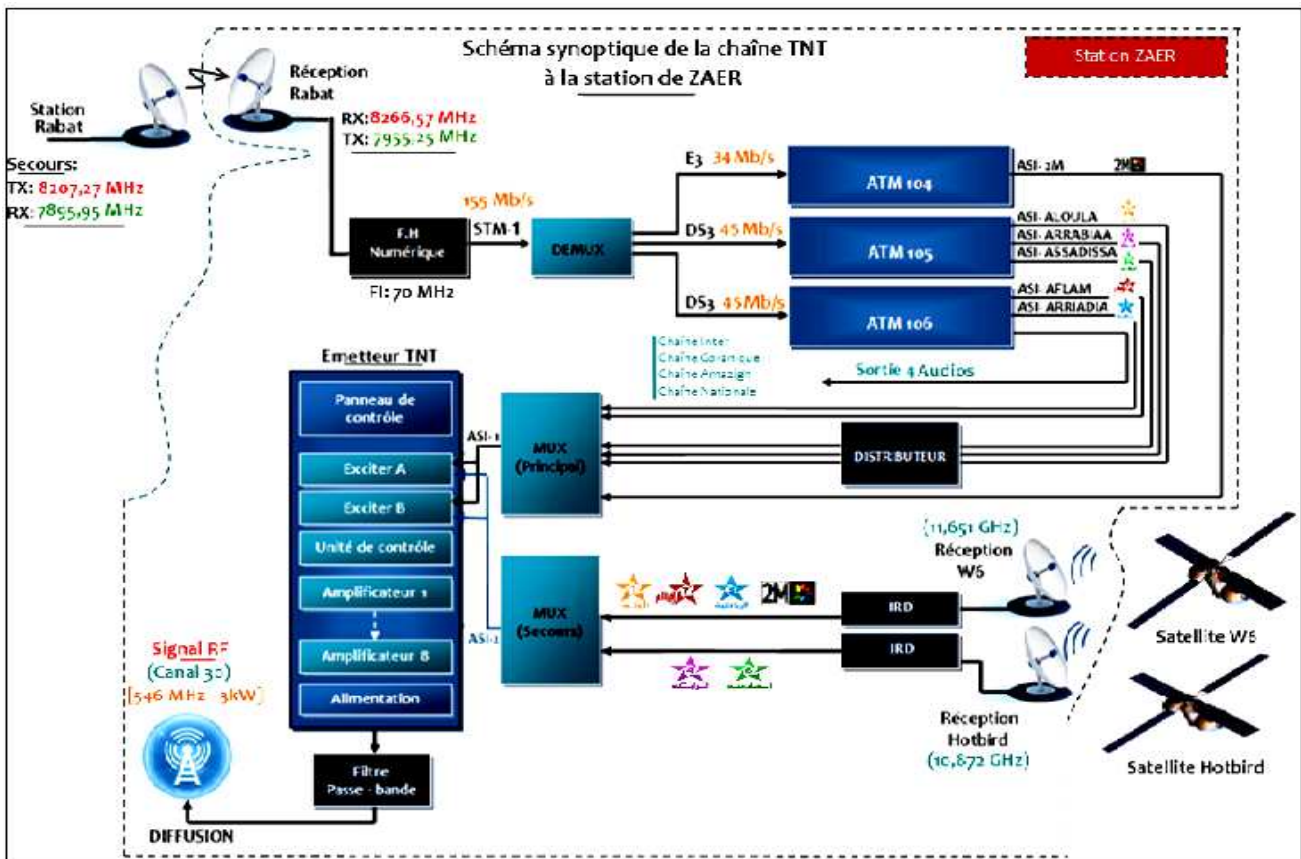 Schéma synoptique de la chaîne TNT
à la station de ZAER
Station ZAER
Station
Rabat
Réception
Rabat
RX: 8266,57 MHz
TX: 7955,25 MHz
Secours:
TX: 8207,27 MHz
RX: 7895,95 MHz
F.H
Numérique
FI: 70 MHz
155 Mb/s
STM-1
DEMUX
E3 34 Mb/s
DS3 45 Mb/s
DS3 45 Mb/s
ATM 104
ATM 105
ATM 106
ASI- 2M
2M
ASI- ALOULA
ASI- ARRABIAA
ASI- ASSADISSA
ASI- AFLAM
ASI- ARRIADIA
Chaîne Inter
Chaîne Coranique
Chaîne Amazigh
Chaîne Nationale
Sortie 4 Audios
Emetteur TNT
Panneau de
contrôle
Exciter A
Exciter B
Unité de contrôle
Amplificateur 1
Amplificateur 8
Alimentation
ASI-1
MUX
(Principal)
DISTRIBUTEUR
ASI-2
MUX
(Secours)
2M
IRD
IRD
(11,651 GHz)
Réception
W6
Réception
Hotbird
(10,872 GHz)
Satellite W6
Satellite Hotbird
Signal RF
(Canal 30)
[546 MHz - 3kW]
Filtre
Passe - bande
DIFFUSION